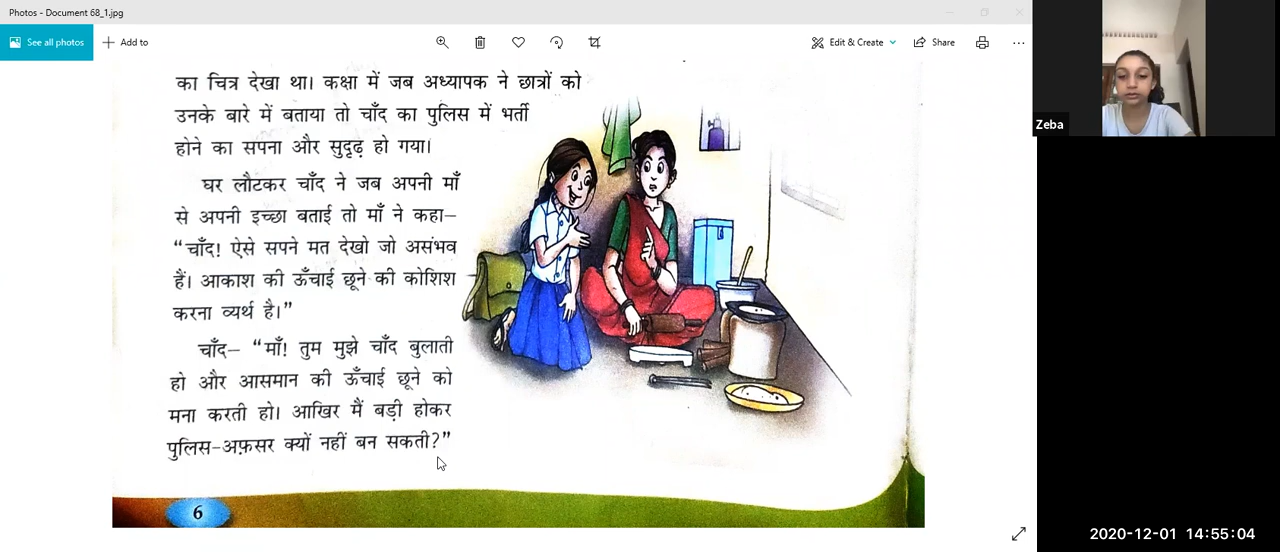 Photos - Document 68_1.jpg
See all photos
Add to
Edit & Create
Share
का चित्र देखा था। कक्षा में जब अध्यापक ने छात्रों को
उनके बारे में बताया तो चाँद का पुलिस में भर्ती
होने का सपना और सुदृढ़ हो गया।
घर लौटकर चाँद ने जब अपनी माँ
से अपनी इच्छा बताई तो माँ ने कहा–
“चाँद! ऐसे सपने मत देखो जो असंभव
हैं। आकाश की ऊँचाई छूने की कोशिश
करना व्यर्थ है।”
चाँद– “माँ! तुम मुझे चाँद बुलाती
हो और आसमान की ऊँचाई छूने को
मना करती हो। आखिर मैं बड़ी होकर
पुलिस-अफ़सर क्यों नहीं बन सकती?”
6
Zeba
2020-12-01 14:55:04